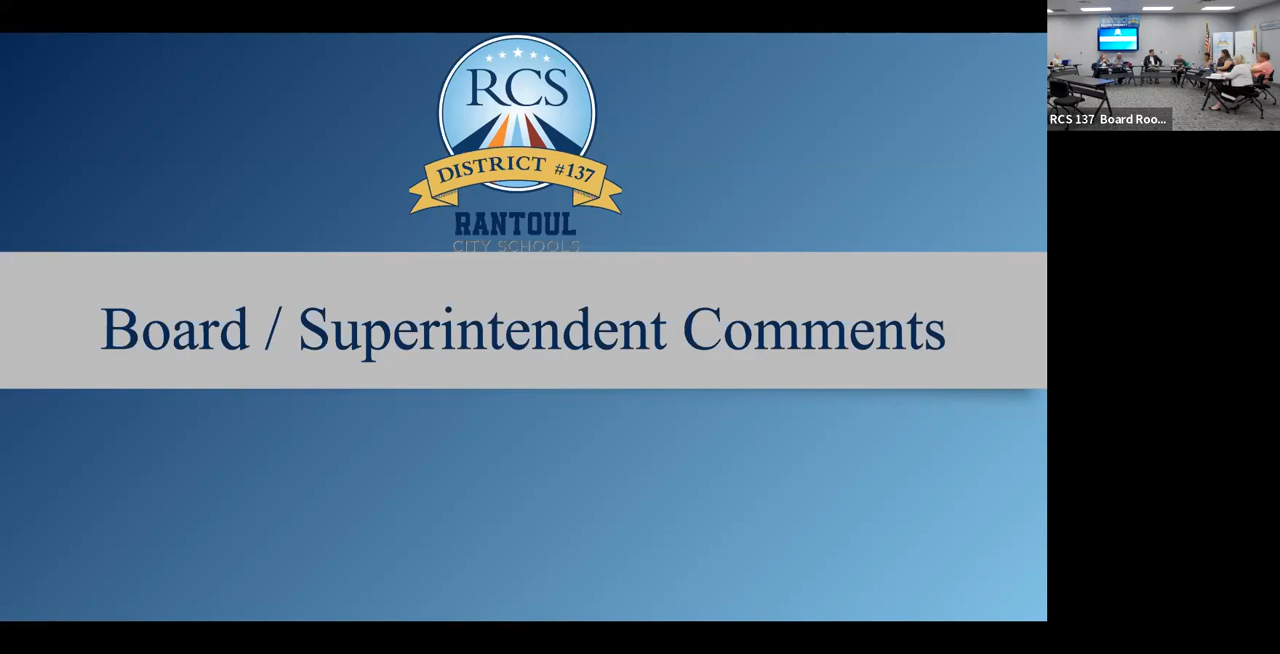 RCS
DISTRICT #137
RANTOUL
CITY SCHOOLS
Board / Superintendent Comments
RCS 137 Board Roo...